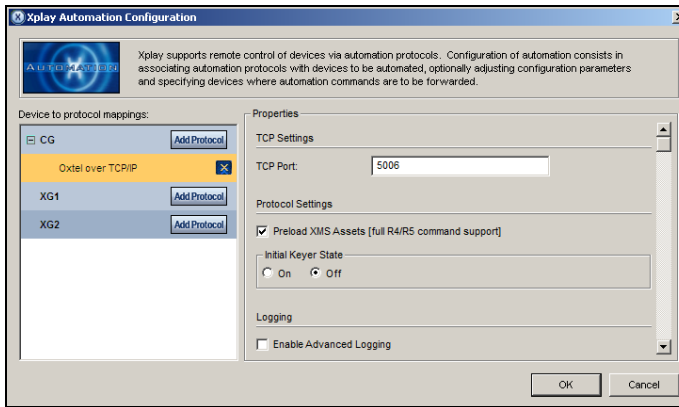 Xplay Automation Configuration
AUTOMATION
Xplay supports remote control of devices via automation protocols. Configuration of automation consists in
associating automation protocols with devices to be automated, optionally adjusting configuration parameters
and specifying devices where automation commands are to be forwarded.
Device to protocol mappings:
CG
Add Protocol
Oxtel over TCP/IP
XG1
Add Protocol
XG2
Add Protocol
Properties
TCP Settings
TCP Port:
5006
Protocol Settings
Preload XMS Assets [full R4/R5 command support]
Initial Keyer State
On
Off
Logging
Enable Advanced Logging
OK
Cancel